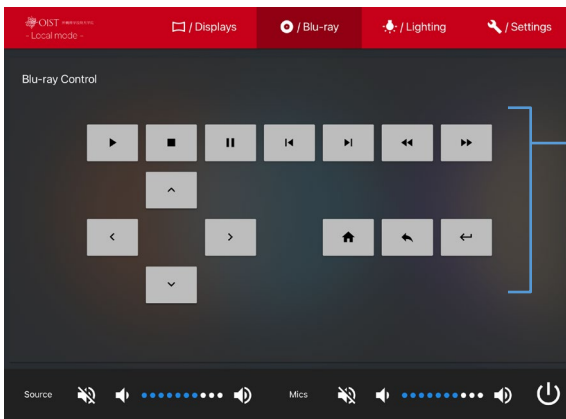 OIST
- Local mode -
/ Displays
/ Blu-ray
/ Lighting
/ Settings
Blu-ray Control
Source
Mics